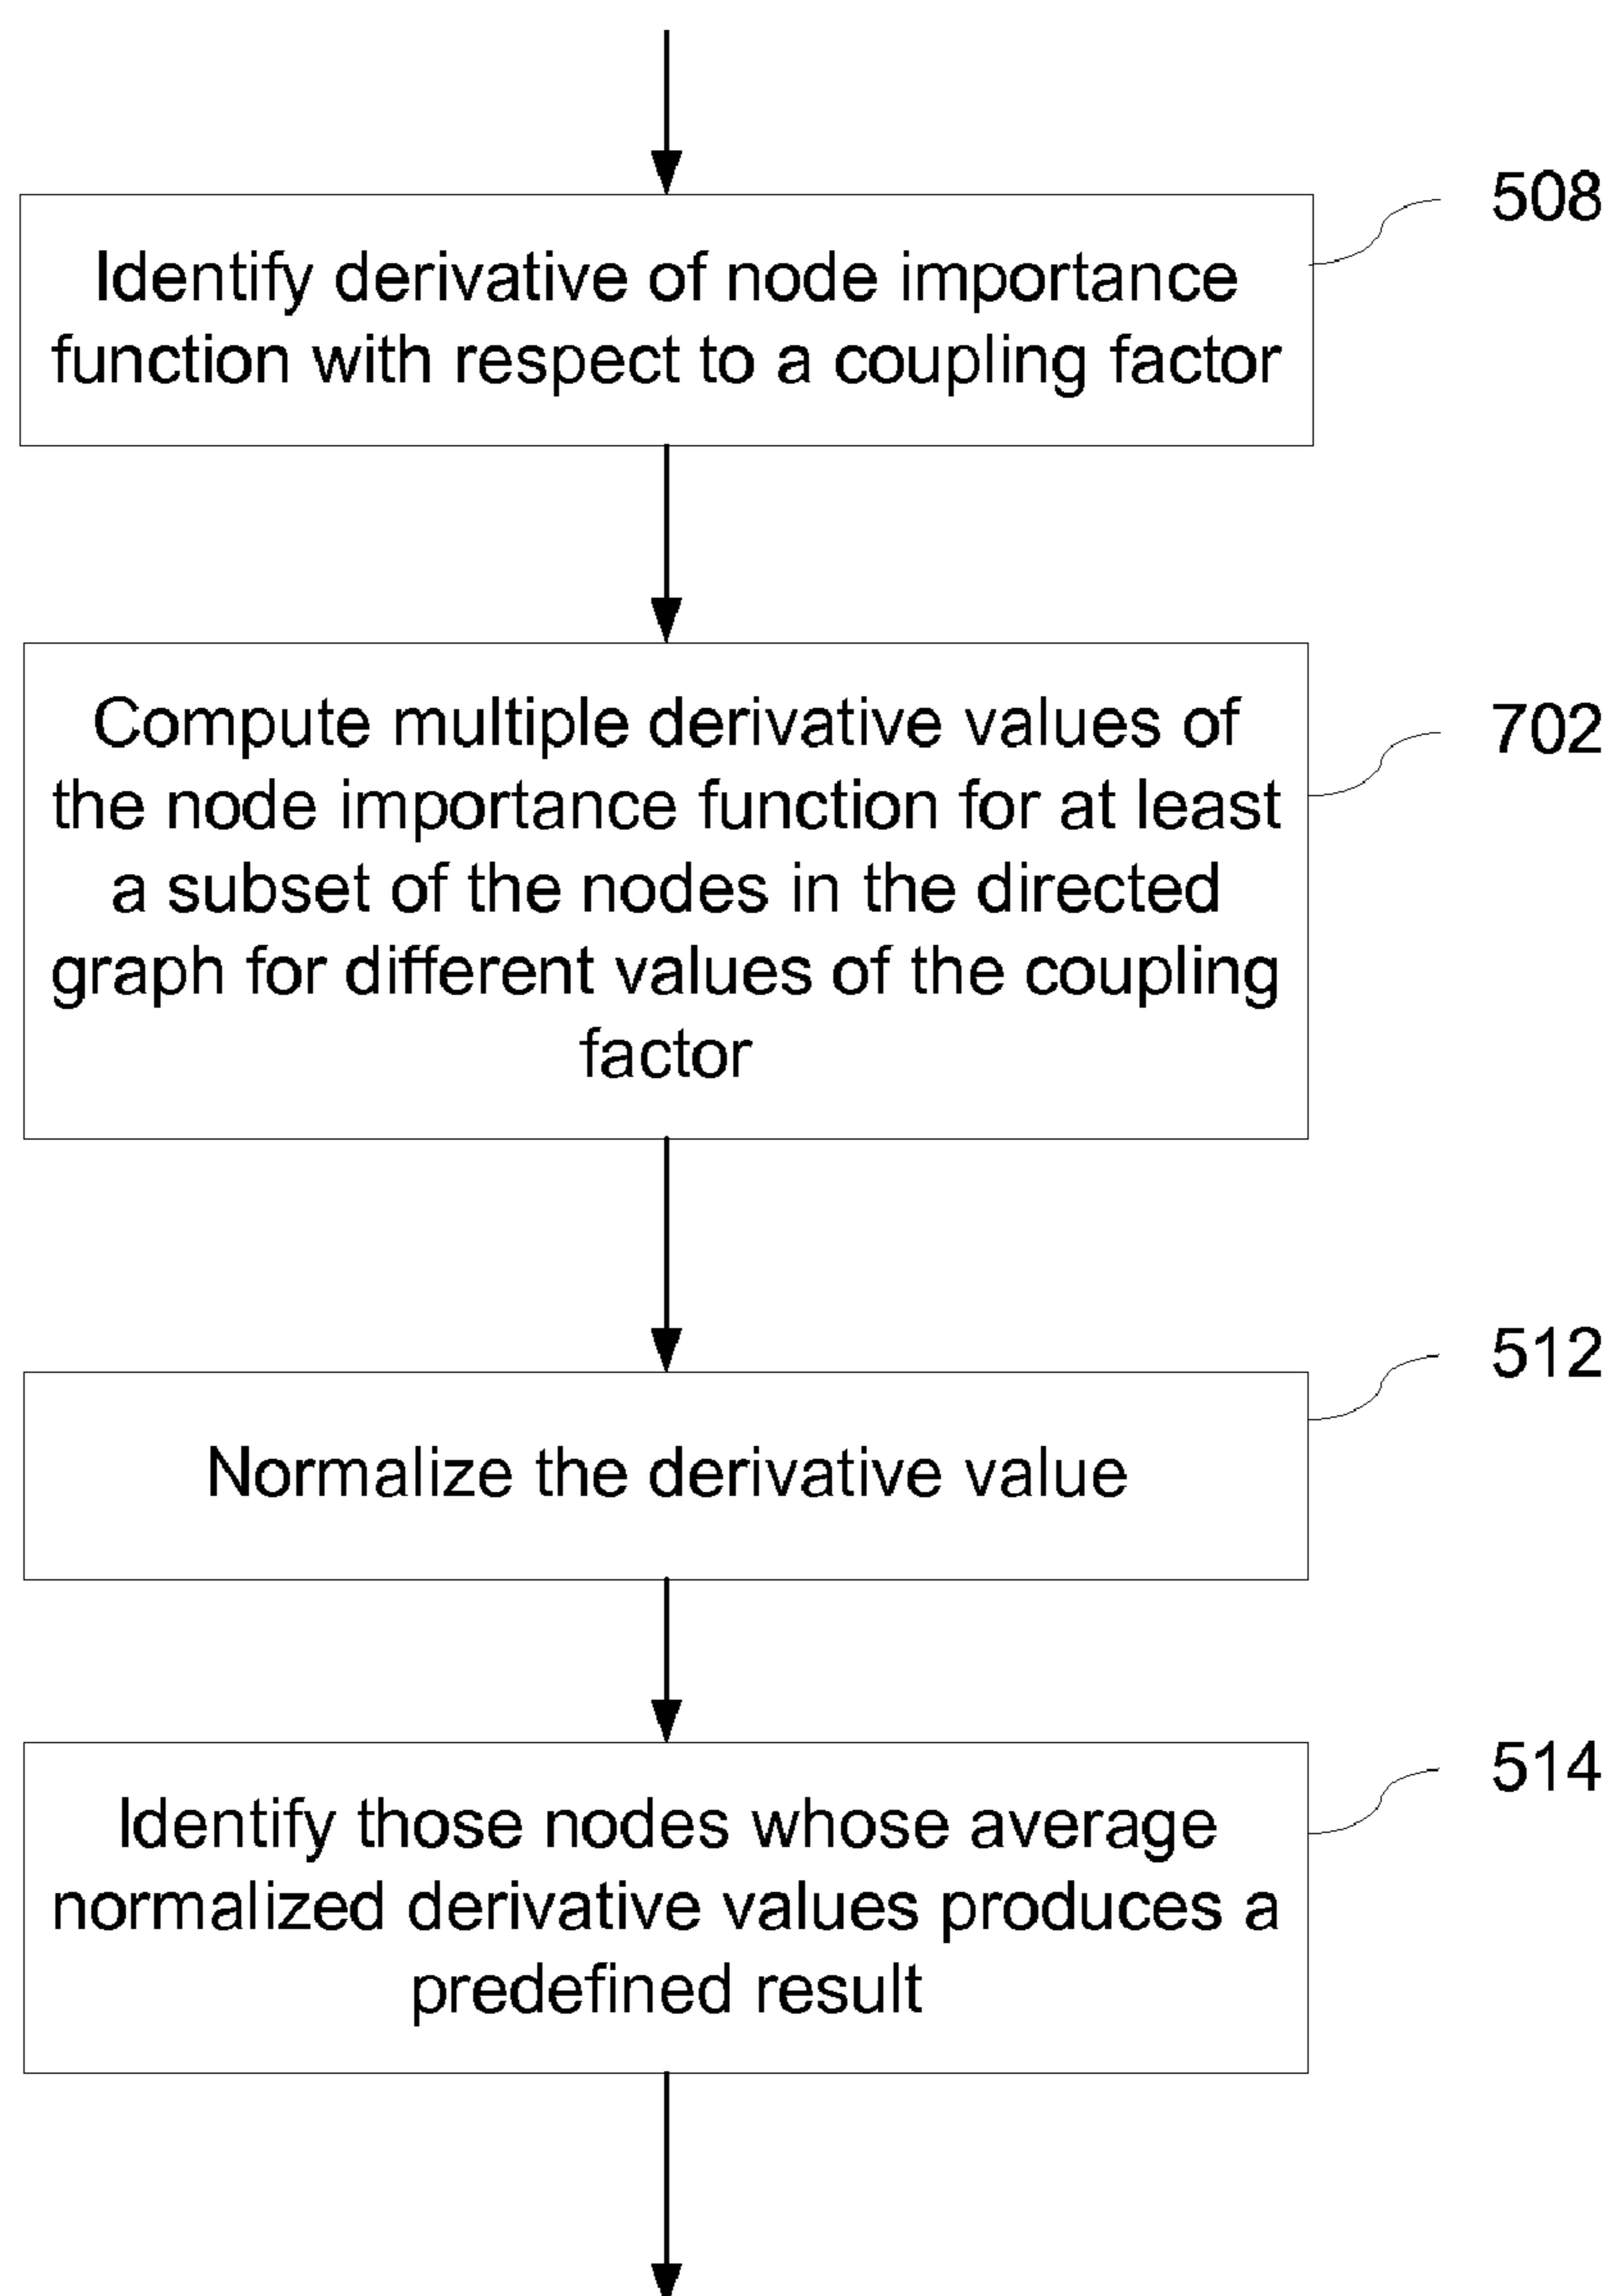 508
Identify derivative of node importance
function with respect to a coupling factor
702
Compute multiple derivative values of
the node importance function for at least
a subset of the nodes in the directed
graph for different values of the coupling
factor
512
Normalize the derivative value
514
Identify those nodes whose average
normalized derivative values produces a
predefined result